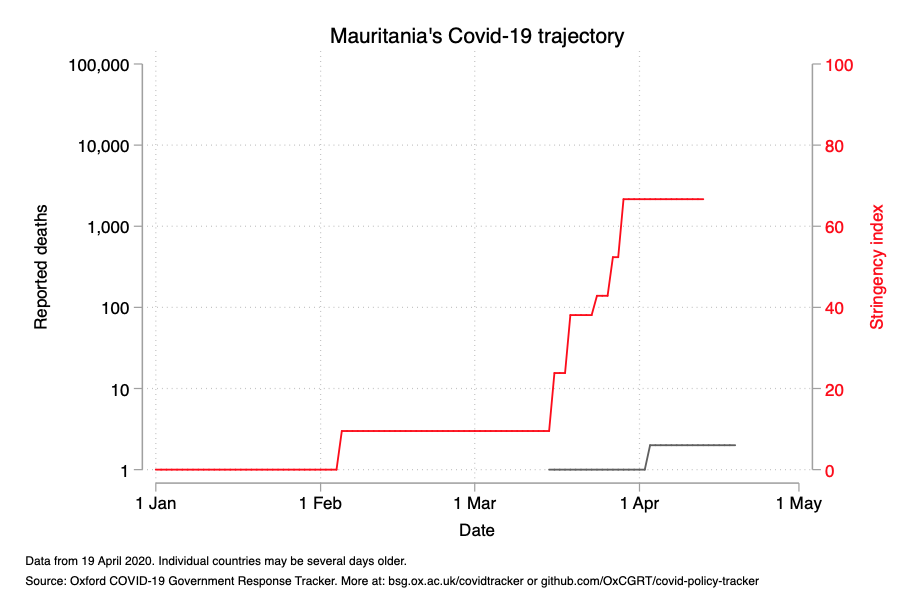 Mauritania's Covid-19 trajectory
Reported deaths
100,000
10,000
1,000
100
10
1
100
80
60
40
20
0
Stringency index
1 Jan
1 Feb
1 Mar
1 Apr
1 May
Date
Data from 19 April 2020. Individual countries may be several days older.
Source: Oxford COVID-19 Government Response Tracker. More at: bsg.ox.ac.uk/covidtracker or github.com/OxCGRT/covid-policy-tracker